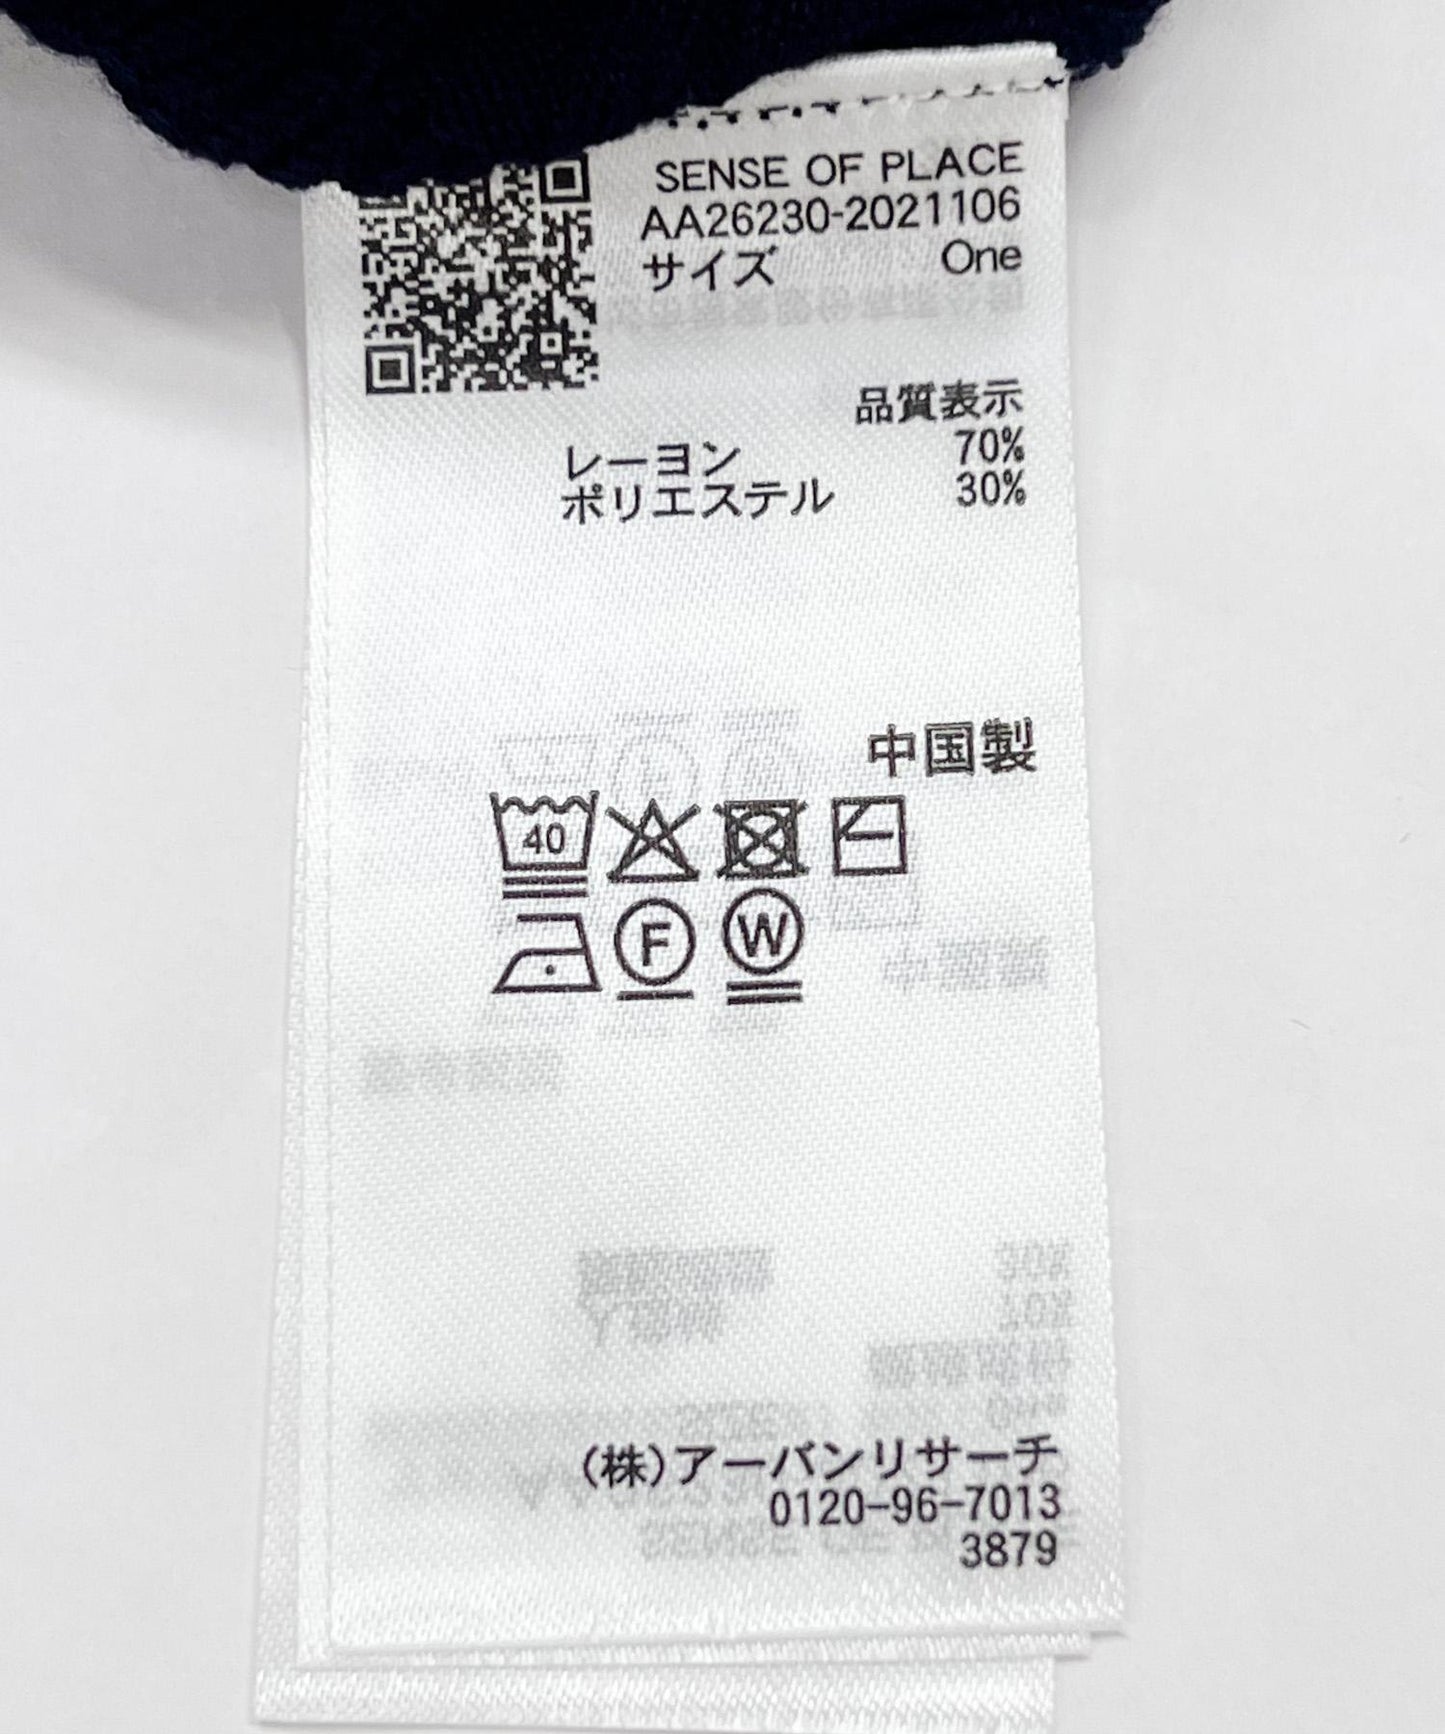 SENSE OF PLACE
AA26230-2021106
サイズ One
品質表示
レーヨン 70%
ポリエステル 30%
中国製
40
F W
(株)アーバンリサーチ
0120-96-7013
3879